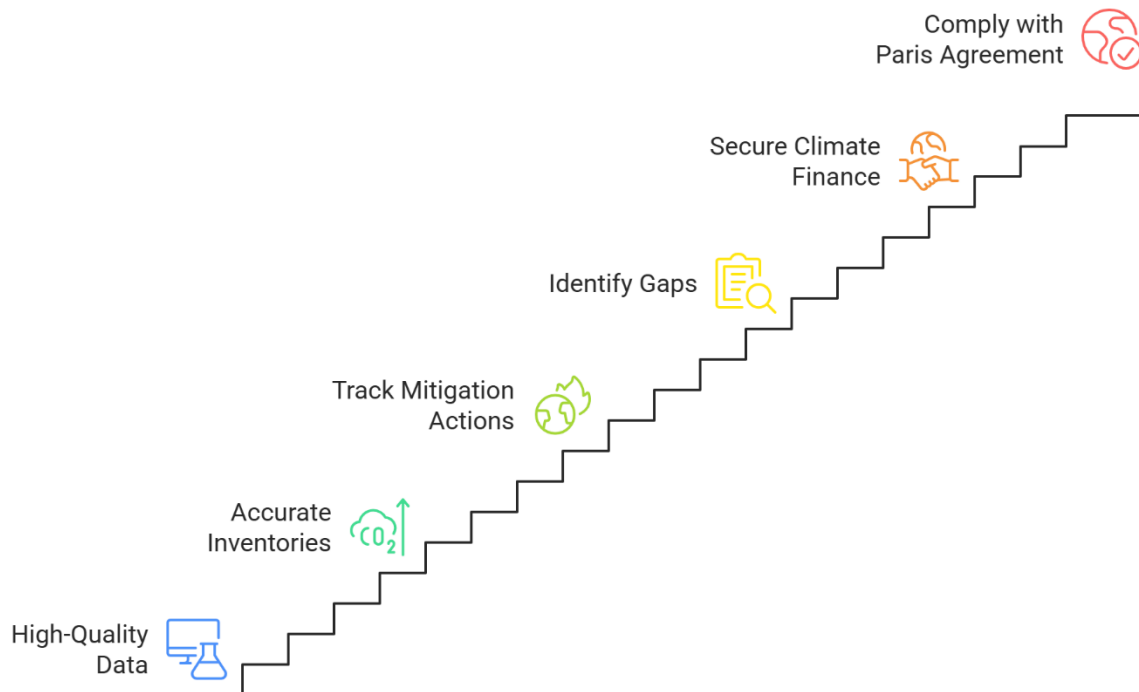 Comply with
Paris Agreement
Secure Climate
Finance
Identify Gaps
Track Mitigation
Actions
Accurate
Inventories
CO2
High-Quality
Data